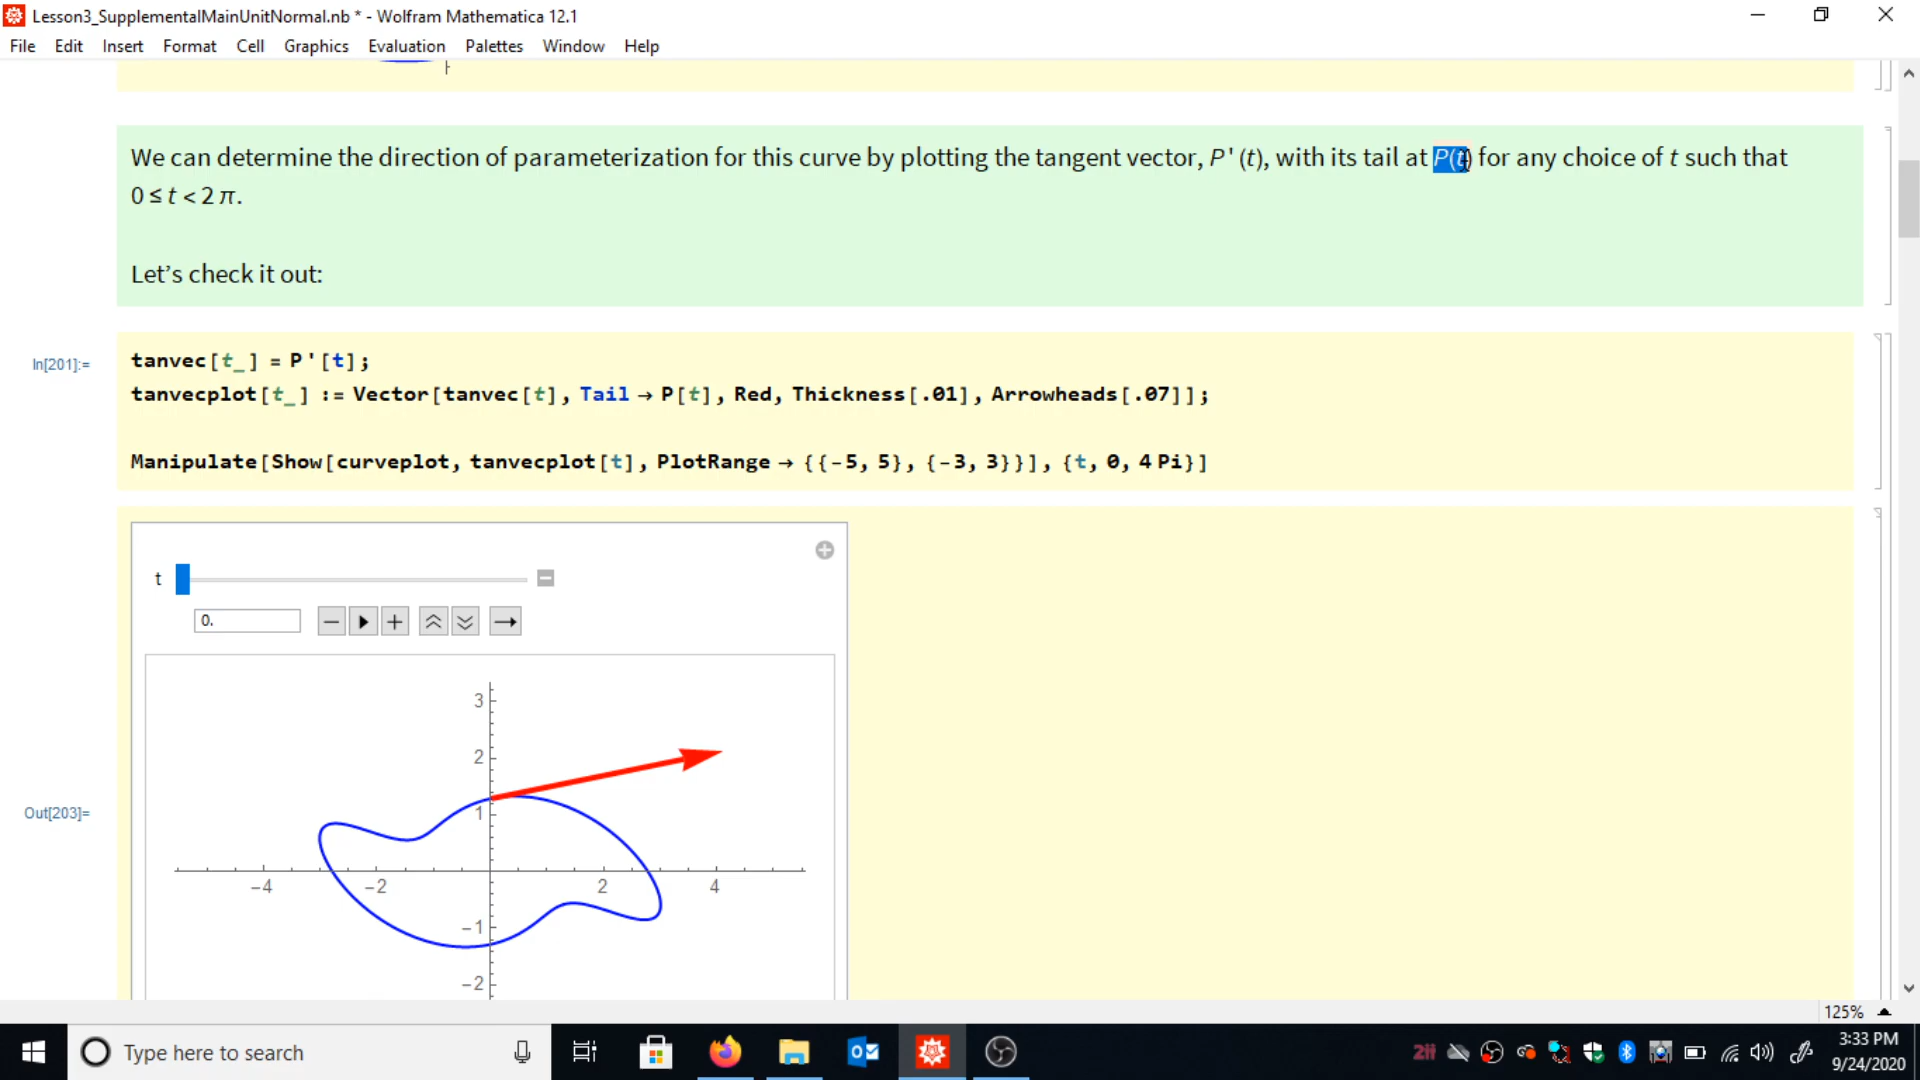 Lesson3_SupplementalMainUnitNormal.nb * - Wolfram Mathematica 12.1
File Edit Insert Format Cell Graphics Evaluation Palettes Window Help
We can determine the direction of parameterization for this curve by plotting the tangent vector, P'(t), with its tail at P(t) for any choice of t such that
0 ≤ t < 2 π.
Let's check it out:
In[201]:=
tanvec[t_] = P'[t];
tanvecplot[t_] := Vector[tanvec[t], Tail → P[t], Red, Thickness[.01], Arrowheads[.07]];
Manipulate[Show[curveplot, tanvecplot[t], PlotRange → {{-5, 5}, {-3, 3}}], {t, 0, 4 Pi}]
t
0.
3
2
1
Out[203]=
-4 -2 2 4
-1
-2
125%
Type here to search
3:33 PM
9/24/2020